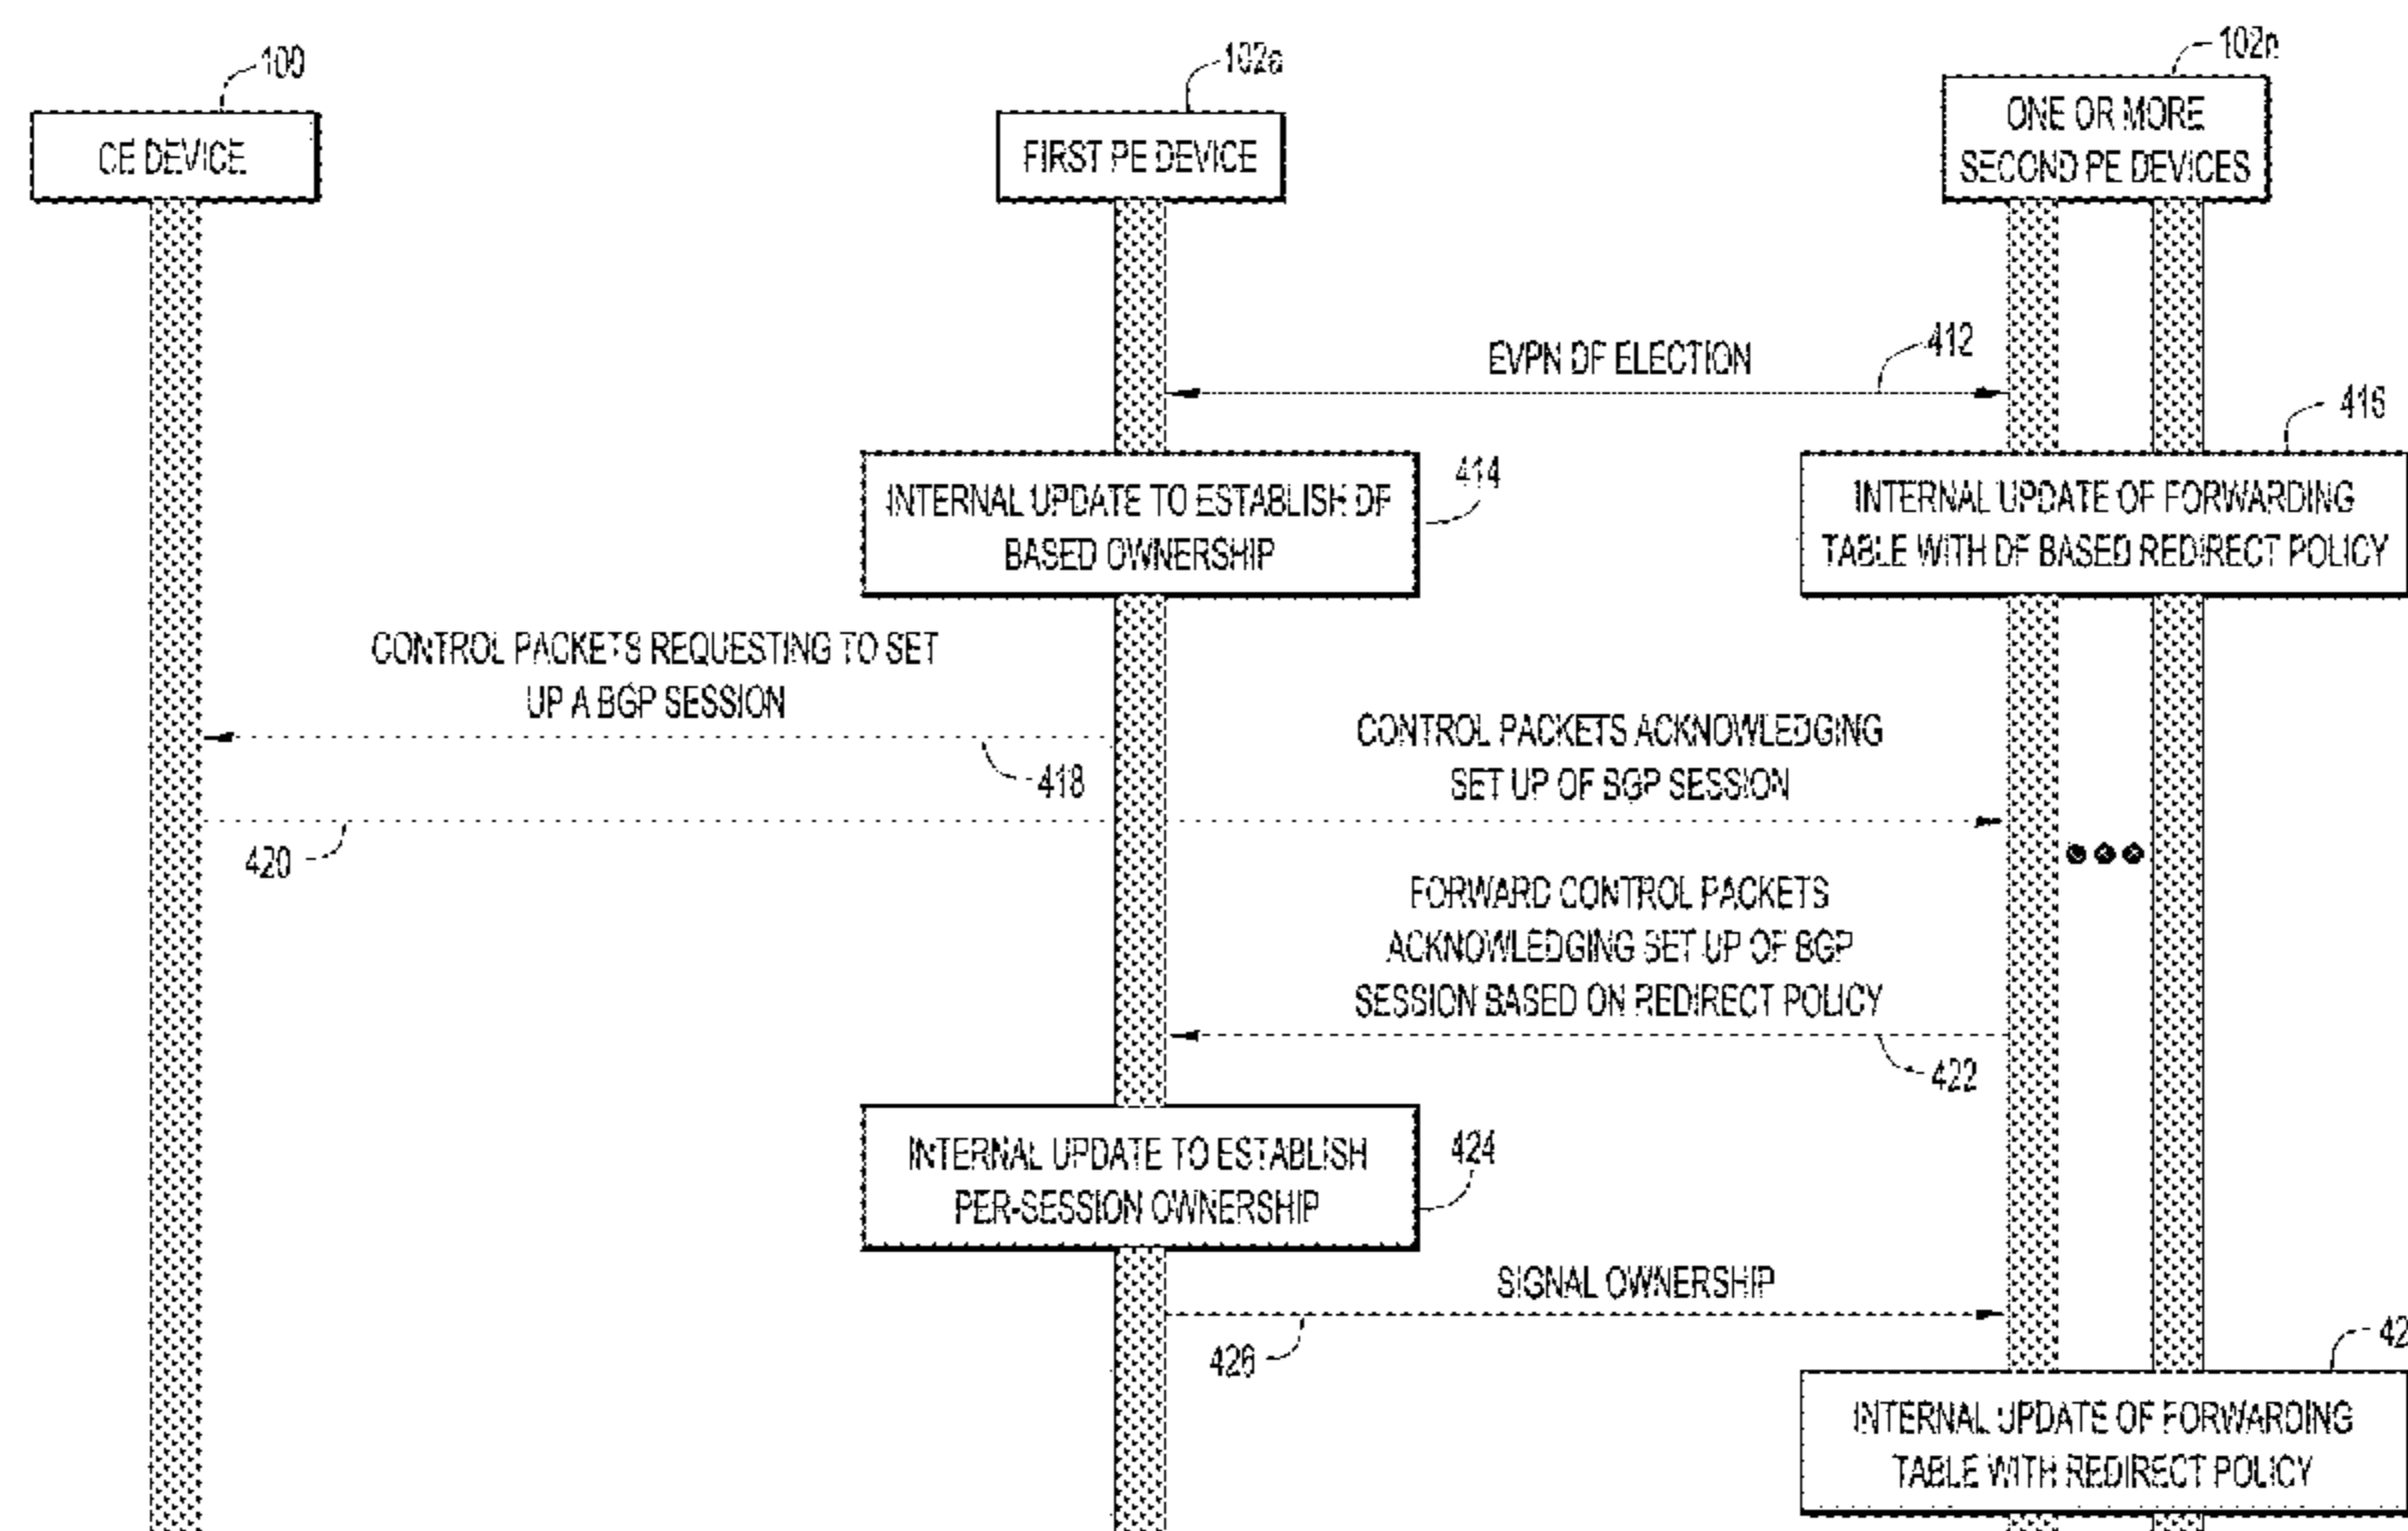 100
102a
102n
CE DEVICE
FIRST PE DEVICE
ONE OR MORE
SECOND PE DEVICES
EVPN DF ELECTION
412
416
INTERNAL UPDATE TO ESTABLISH DF
BASED OWNERSHIP
414
INTERNAL UPDATE OF FORWARDING
TABLE WITH DF BASED REDIRECT POLICY
CONTROL PACKETS REQUESTING TO SET
UP A BGP SESSION
418
CONTROL PACKETS ACKNOWLEDGING
SET UP OF BGP SESSION
420
FORWARD CONTROL PACKETS
ACKNOWLEDGING SET UP OF BGP
SESSION BASED ON REDIRECT POLICY
422
INTERNAL UPDATE TO ESTABLISH
PER-SESSION OWNERSHIP
424
SIGNAL OWNERSHIP
426
INTERNAL UPDATE OF FORWARDING
TABLE WITH REDIRECT POLICY